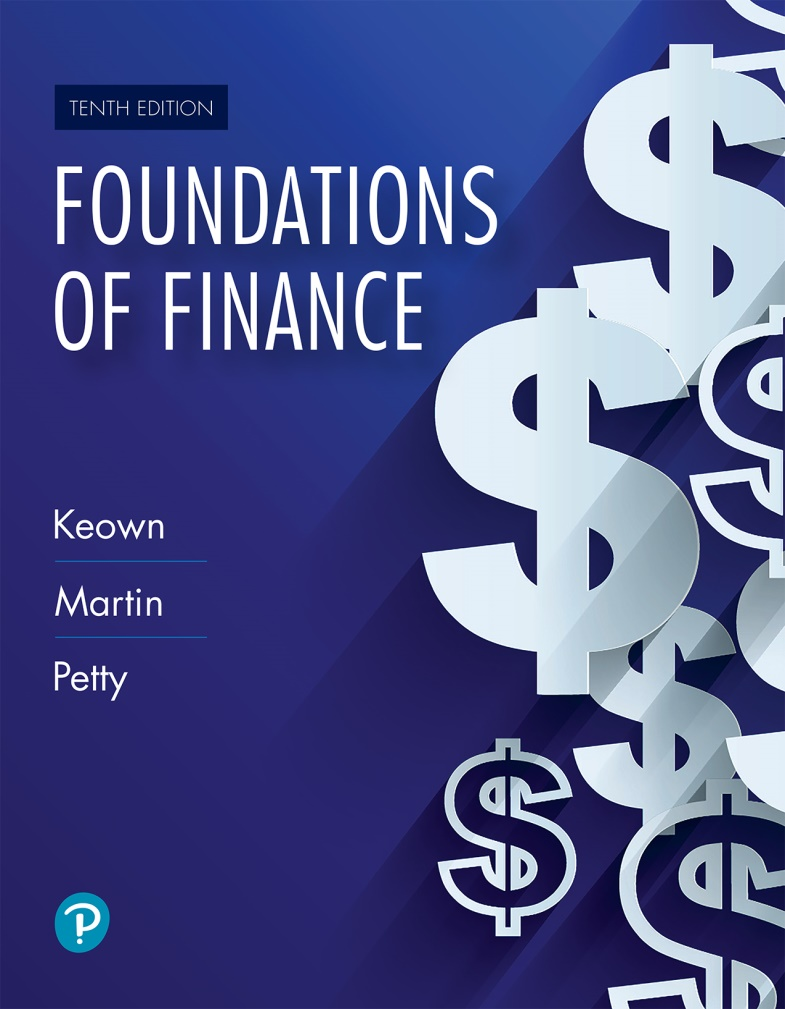 TENTH EDITION
FOUNDATIONS
OF FINANCE
Keown
Martin
Petty
P